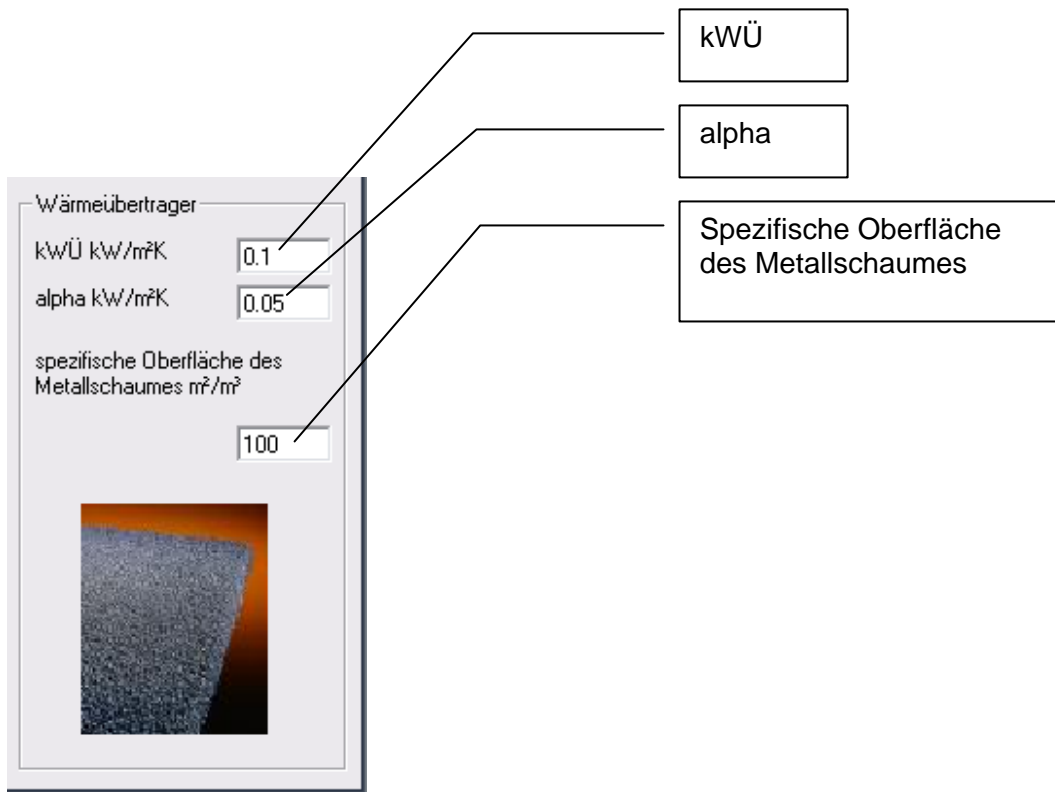 kWÜ
alpha
Spezifische Oberfläche
des Metallschaumes
Wärmeübertrager
kWÜ kW/m²K
0.1
alpha kW/m²K
0.05
spezifische Oberfläche des
Metallschaumes m²/m³
100